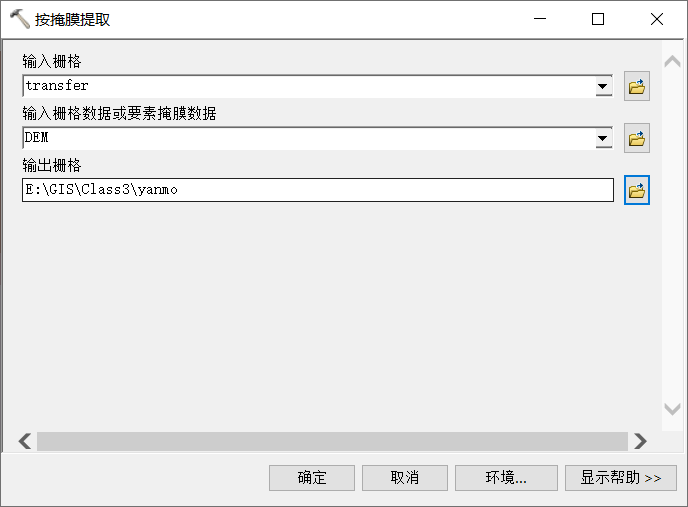 按掩膜提取
输入栅格
transfer
输入栅格数据或要素掩膜数据
DEM
输出栅格
E:\GIS\Class3\yanmo
确定 取消 环境... 显示帮助 >>